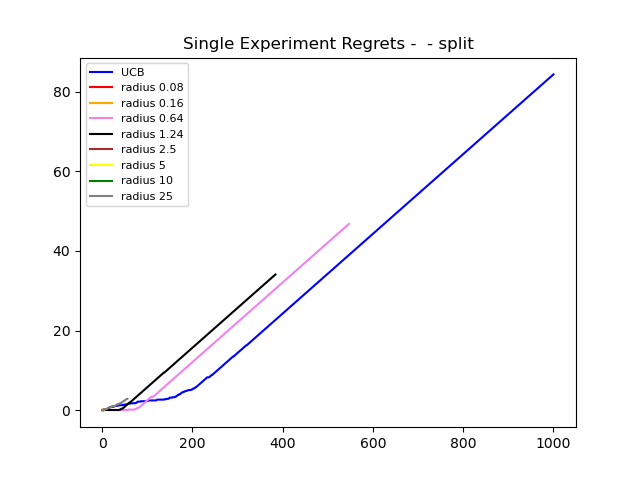 Single Experiment Regrets -  - split
UCB
radius 0.08
radius 0.16
radius 0.64
radius 1.24
radius 2.5
radius 5
radius 10
radius 25
80
60
40
20
0
0 200 400 600 800 1000